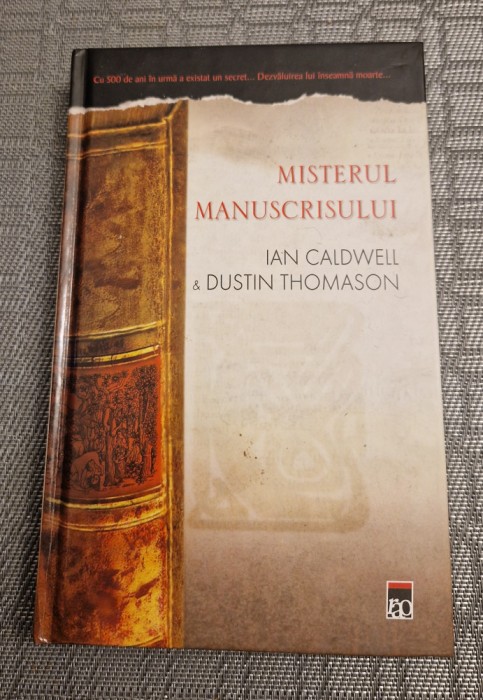 Cu 500 de ani în urmă a existat un secret... Dezvăluirea lui înseamnă moarte...
MISTERUL
MANUSCRISULUI
IAN CALDWELL
& DUSTIN THOMASON
rao